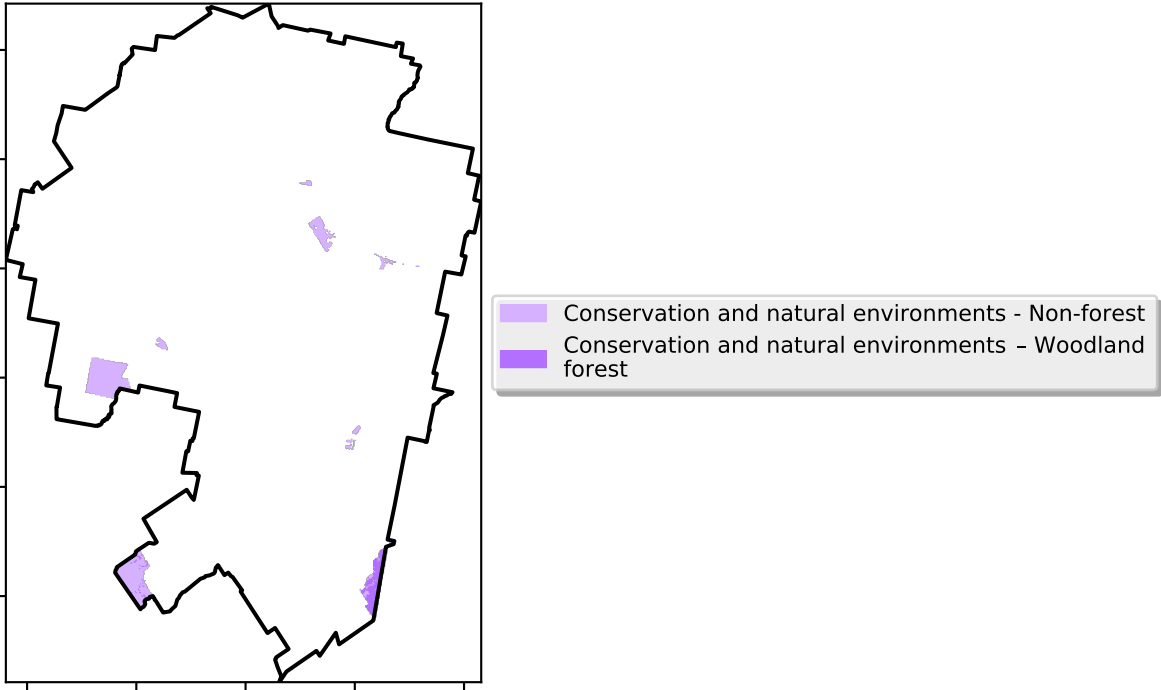 Conservation and natural environments - Non-forest
Conservation and natural environments – Woodland
forest